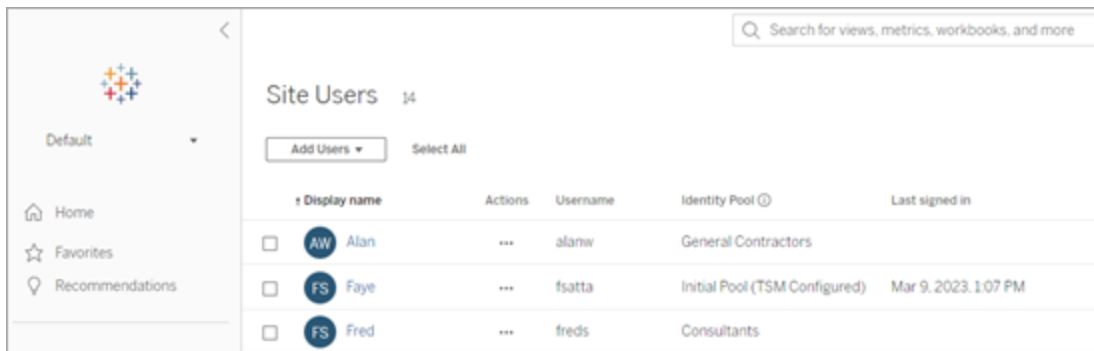 Search for views, metrics, workbooks, and more
Site Users 14
Default
Add Users Select All
Display name Actions Username Identity Pool Last signed in
Home
AW Alan ... alanw General Contractors
Favorites
FS Faye ... fsatta Initial Pool (TSM Configured) Mar 9, 2023, 1:07 PM
Recommendations
FS Fred ... freds Consultants